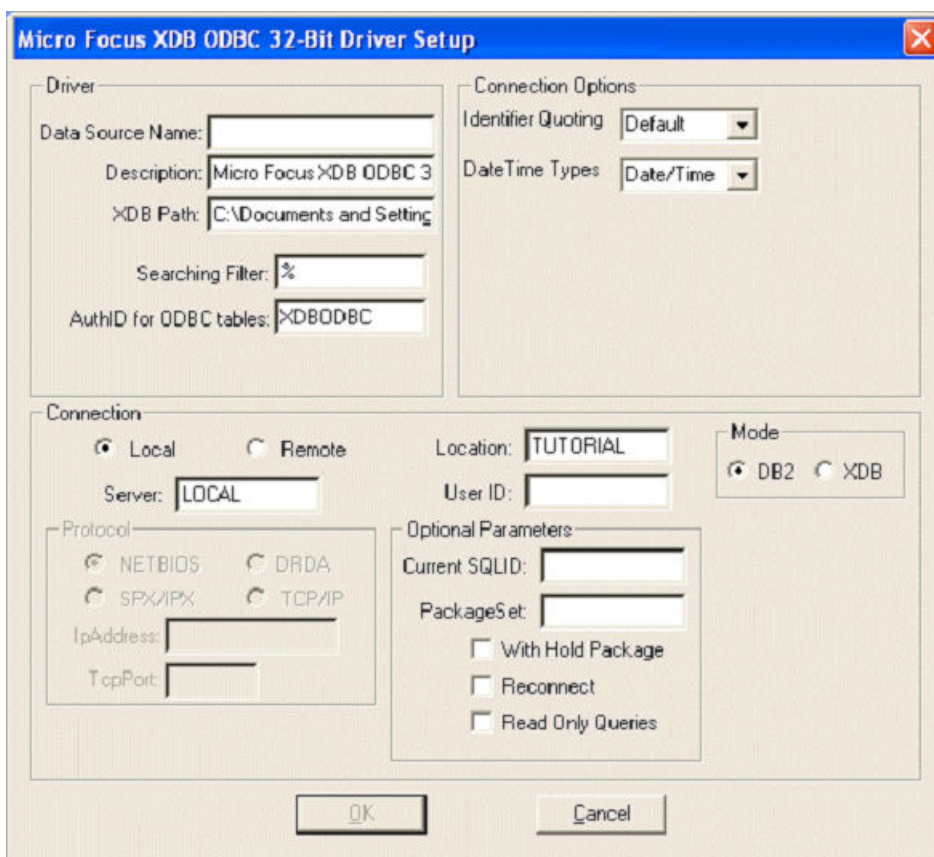 Micro Focus XDB ODBC 32-Bit Driver Setup
Driver
Data Source Name:
Description: Micro Focus XDB ODBC 3
XDB Path: C:\Documents and Setting
Searching Filter: %
AuthID for ODBC tables: XDBODBC
Connection Options
Identifier Quoting Default
DateTime Types Date/Time
Connection
Local Remote
Server: LOCAL
Location: TUTORIAL
User ID:
Mode
DB2 XDB
Protocol
NETBIOS DRDA
SPX/IPX TCP/IP
IpAddress:
TcpPort:
Optional Parameters
Current SQLID:
PackageSet:
With Hold Package
Reconnect
Read Only Queries
OK Cancel